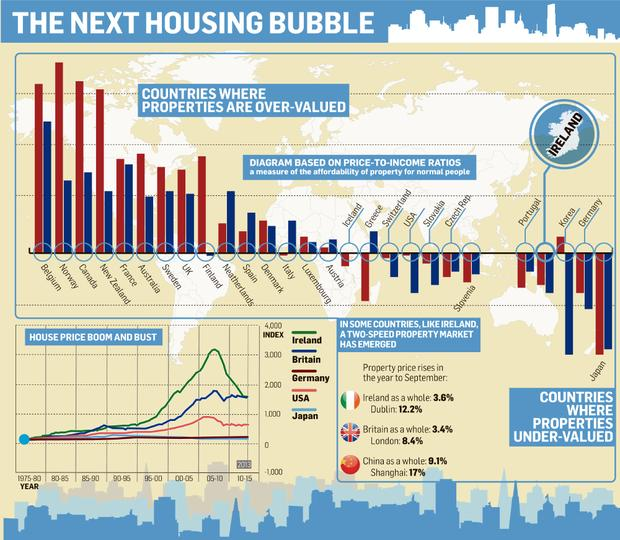 THE NEXT HOUSING BUBBLE
COUNTRIES WHERE
PROPERTIES ARE OVER-VALUED
DIAGRAM BASED ON PRICE-TO-INCOME RATIOS
a measure of the affordability of property for normal people
IRELAND
Belgium
Norway
Canada
New Zealand
France
Australia
Sweden
UK
Finland
Neatherlands
Spain
Denmark
Italy
Luxembourg
Austria
Iceland
Greece
Switzerland
USA
Slovakia
Czech Rep.
Slovenia
Portugal
Korea
Germany
Japan
HOUSE PRICE BOOM AND BUST
4,000
INDEX
3,000
2,000
1,000
0
-1,000
Ireland
Britain
Germany
USA
Japan
2013
1975-80 80-85 85-90 90-95 95-00 00-05 05-10 10-15
YEAR
IN SOME COUNTRIES, LIKE IRELAND,
A TWO-SPEED PROPERTY MARKET
HAS EMERGED
Property price rises in
the year to September:
Ireland as a whole: 3.6%
Dublin: 12.2%
Britain as a whole: 3.4%
London: 8.4%
China as a whole: 9.1%
Shanghai: 17%
COUNTRIES
WHERE
PROPERTIES
UNDER-VALUED